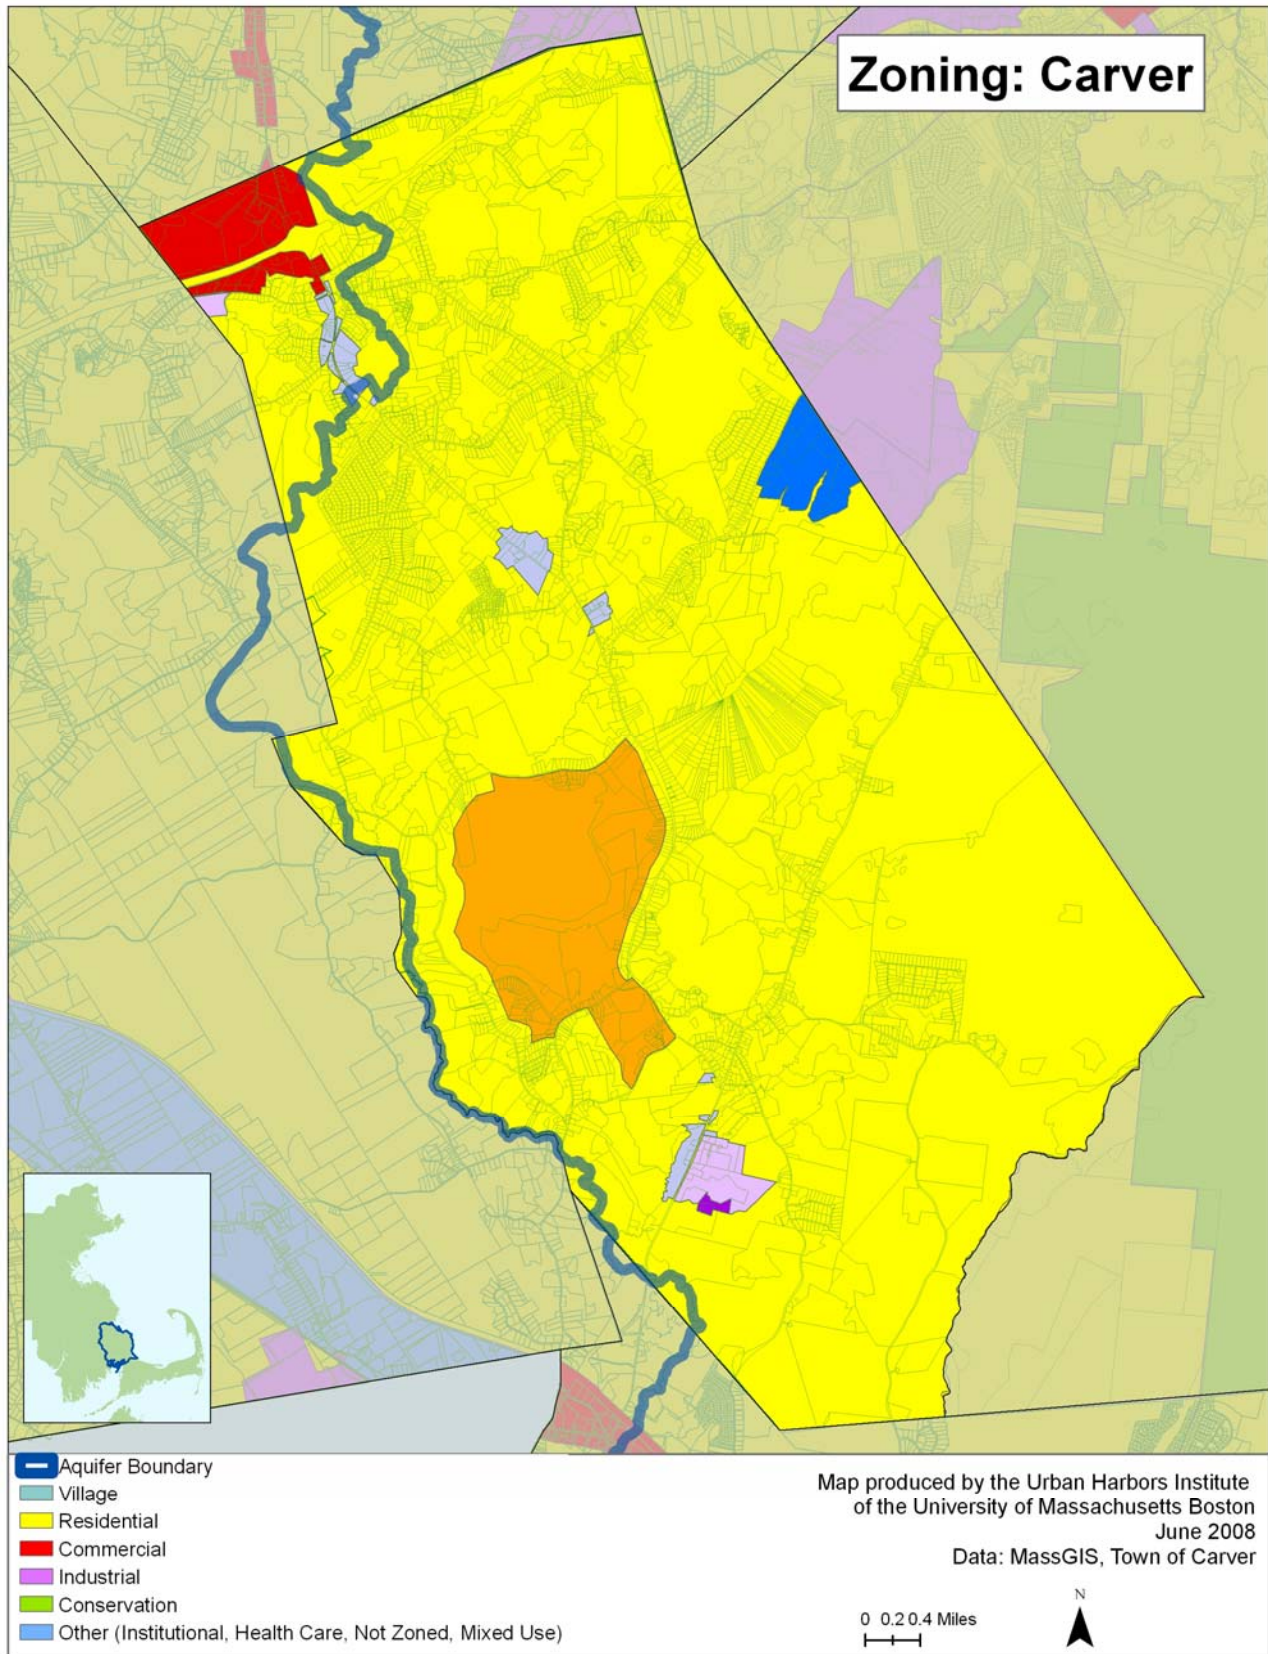 Zoning: Carver
Aquifer Boundary
Village
Residential
Commercial
Industrial
Conservation
Other (Institutional, Health Care, Not Zoned, Mixed Use)
Map produced by the Urban Harbors Institute
of the University of Massachusetts Boston
June 2008
Data: MassGIS, Town of Carver
N
0 0.2 0.4 Miles